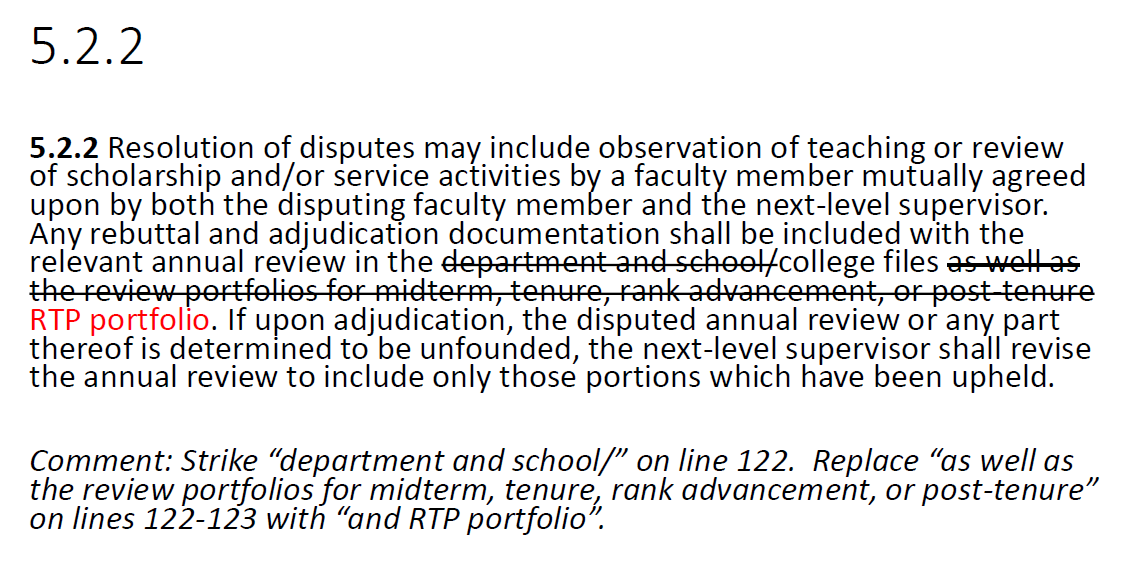 5.2.2
5.2.2 Resolution of disputes may include observation of teaching or review
of scholarship and/or service activities by a faculty member mutually agreed
upon by both the disputing faculty member and the next-level supervisor.
Any rebuttal and adjudication documentation shall be included with the
relevant annual review in the department and school/college files as well as
the review portfolios for midterm, tenure, rank advancement, or post-tenure
RTP portfolio. If upon adjudication, the disputed annual review or any part
thereof is determined to be unfounded, the next-level supervisor shall revise
the annual review to include only those portions which have been upheld.
Comment: Strike “department and school/” on line 122.  Replace “as well as
the review portfolios for midterm, tenure, rank advancement, or post-tenure”
on lines 122-123 with “and RTP portfolio”.